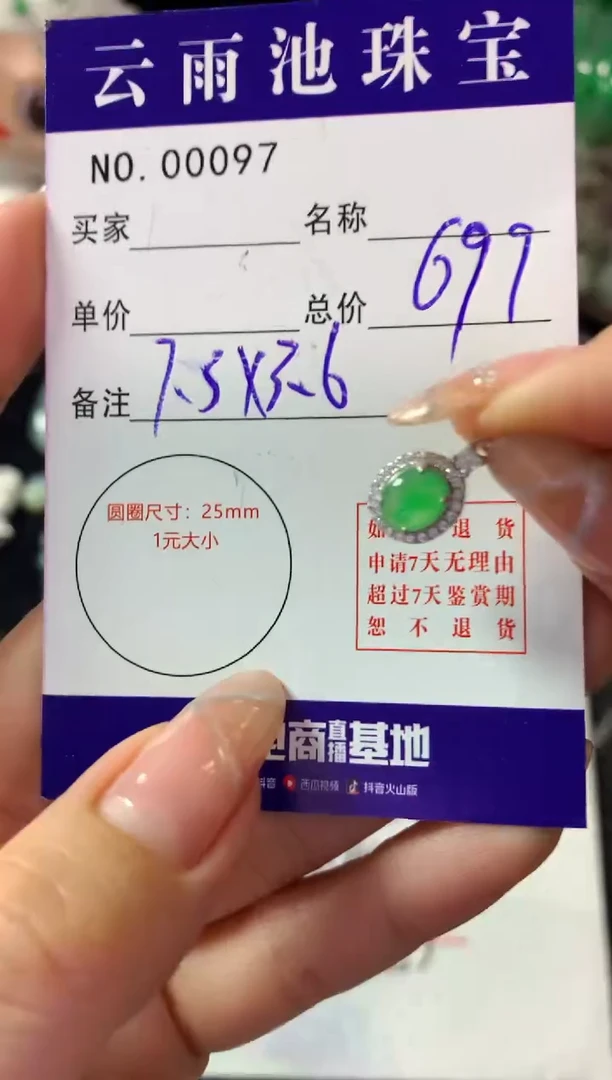 云雨池珠宝
NO. 00097
买家 名称
单价 总价 699
备注 7.5X3.6
圆圈尺寸：25mm
1元大小
退货
申请7天无理由
超过7天鉴赏期
恕不退货
商直播基地
抖音 西瓜视频 抖音火山版